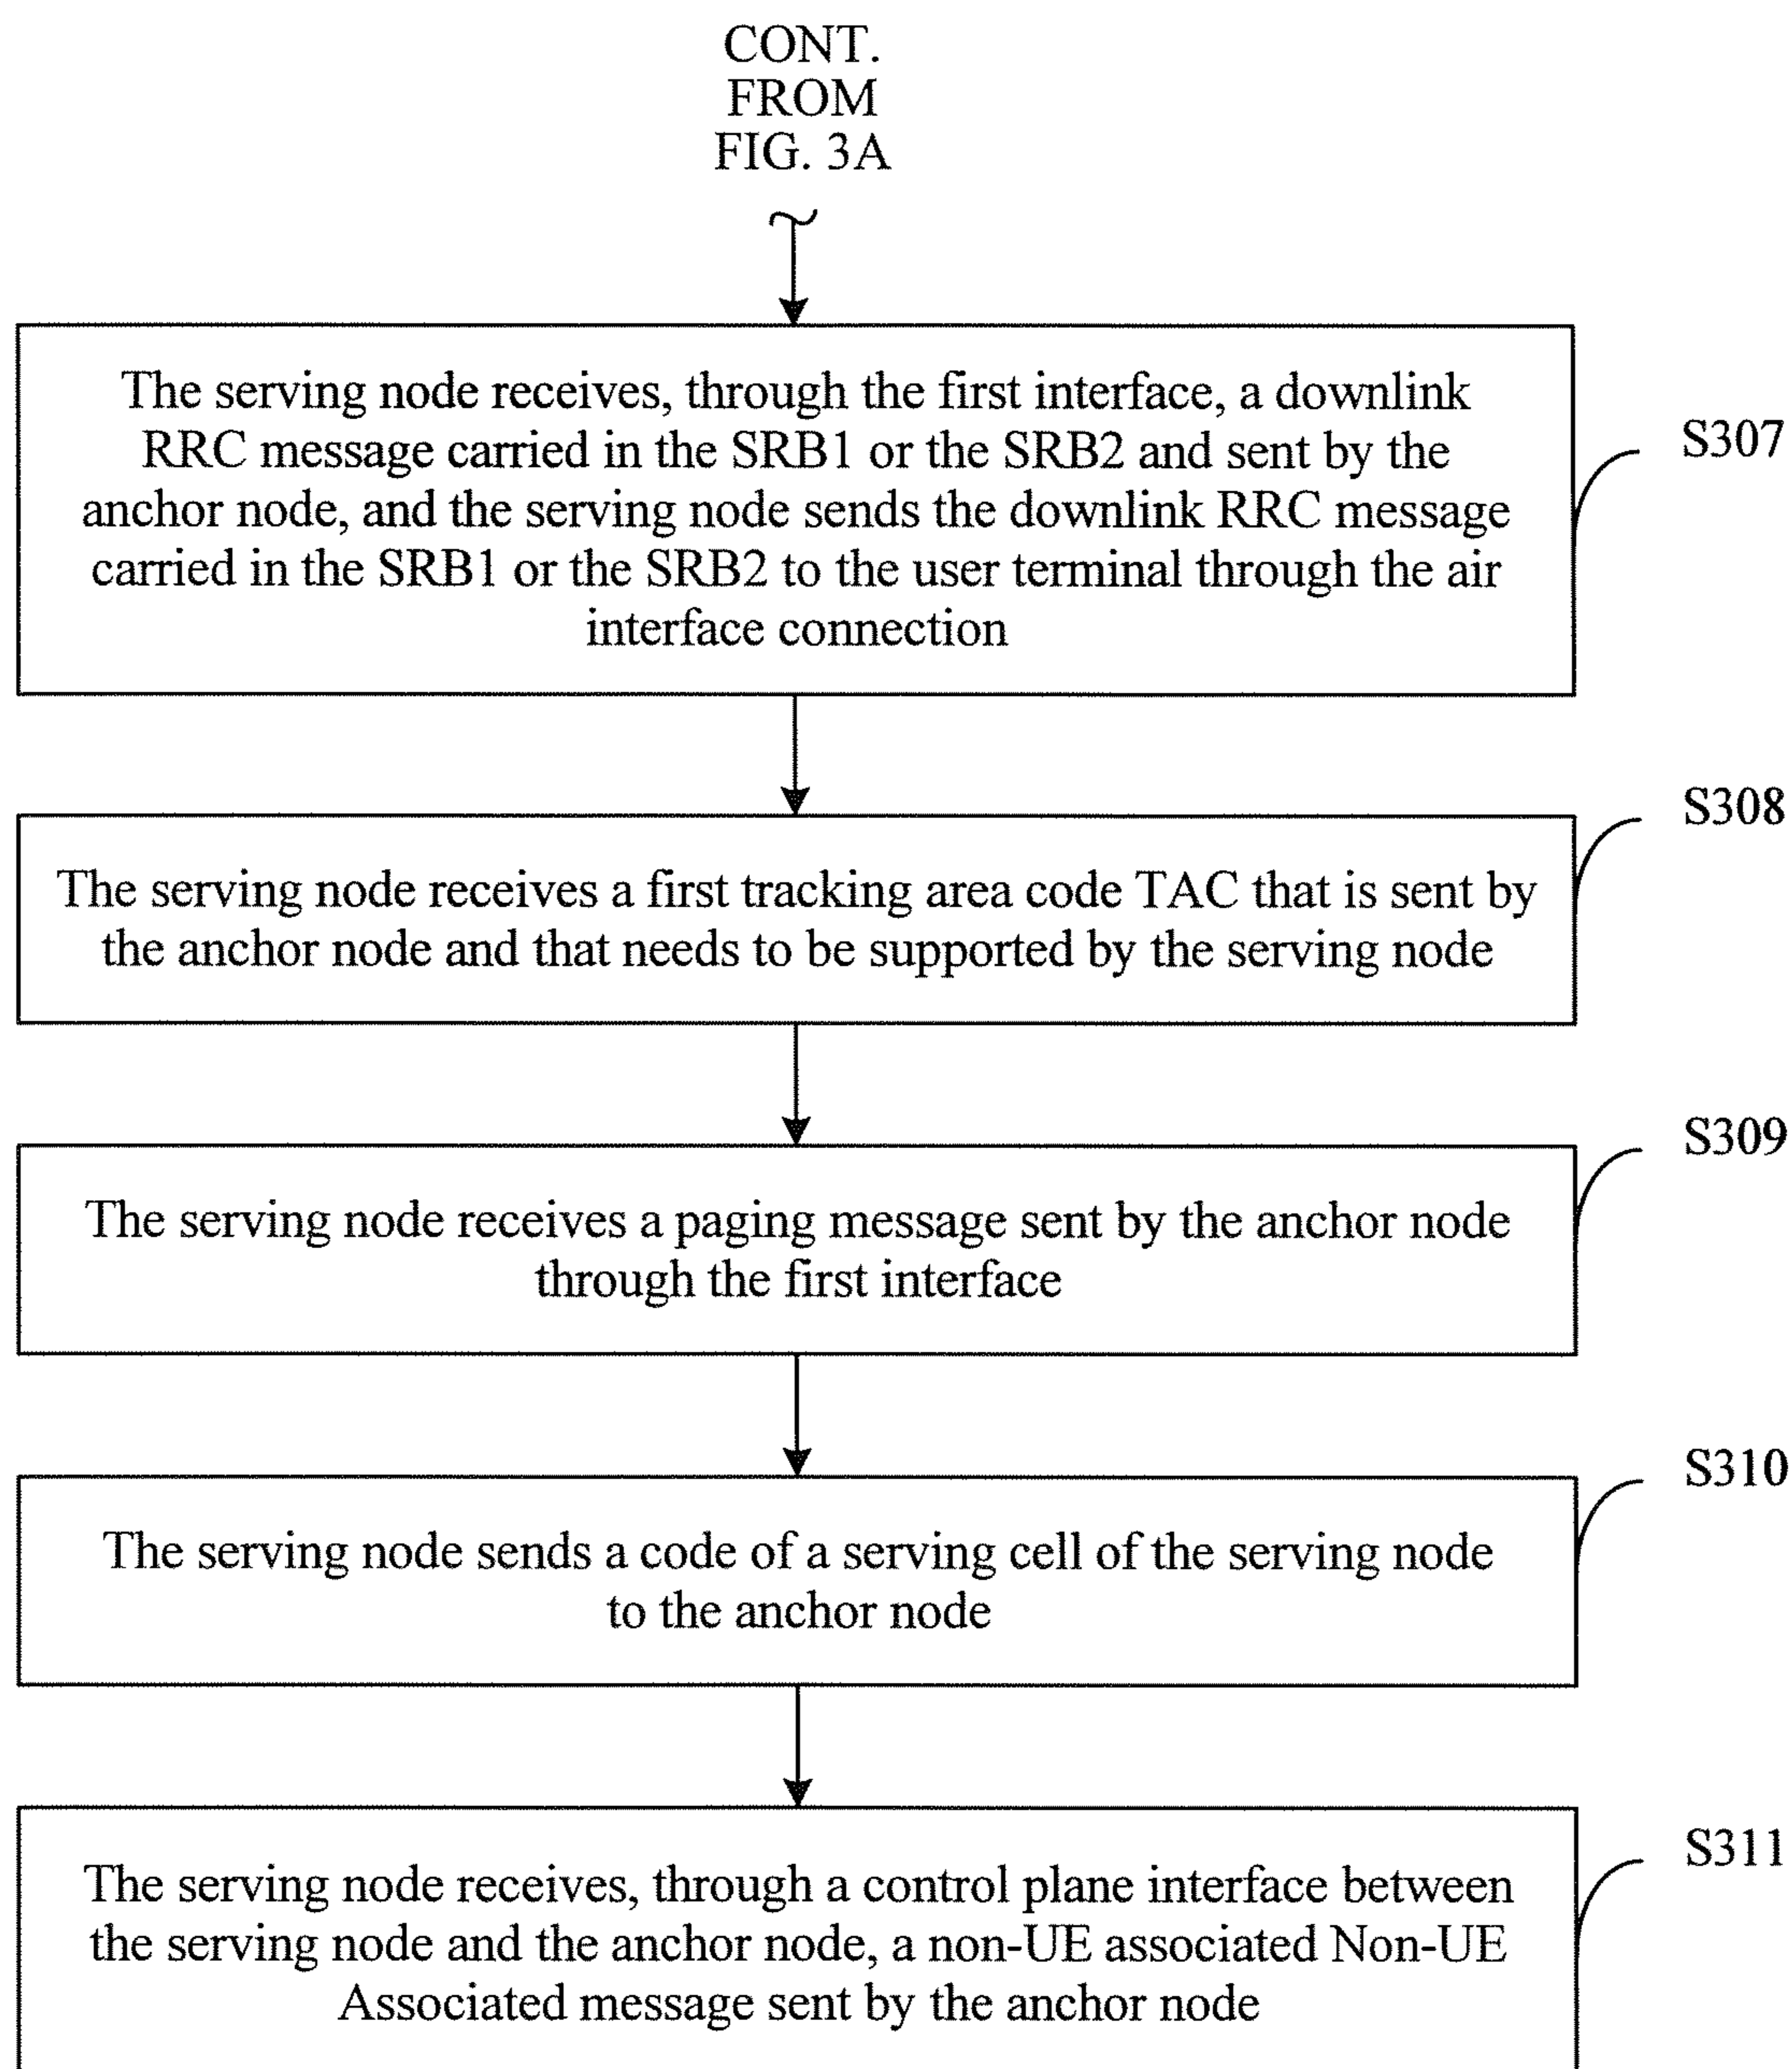 CONT.
FROM
FIG. 3A
The serving node receives, through the first interface, a downlink
RRC message carried in the SRB1 or the SRB2 and sent by the
anchor node, and the serving node sends the downlink RRC message
carried in the SRB1 or the SRB2 to the user terminal through the air
interface connection
S307
The serving node receives a first tracking area code TAC that is sent by
the anchor node and that needs to be supported by the serving node
S308
The serving node receives a paging message sent by the anchor node
through the first interface
S309
The serving node sends a code of a serving cell of the serving node
to the anchor node
S310
The serving node receives, through a control plane interface between
the serving node and the anchor node, a non-UE associated Non-UE
Associated message sent by the anchor node
S311